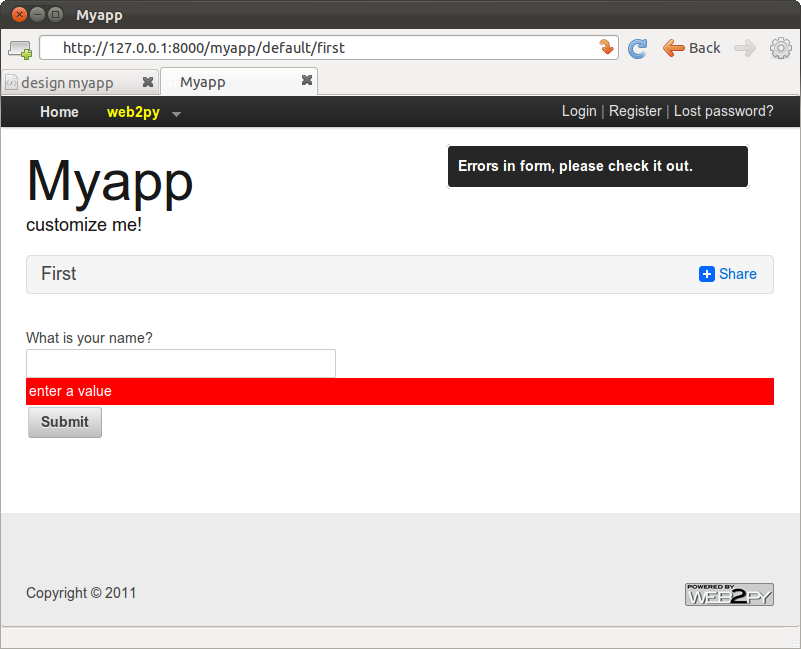 Myapp
http://127.0.0.1:8000/myapp/default/first
Back
design myapp
Myapp
Home web2py
Login | Register | Lost password?
Errors in form, please check it out.
Myapp
customize me!
First
Share
What is your name?
enter a value
Submit
Copyright © 2011
POWERED BY
WEB2PY